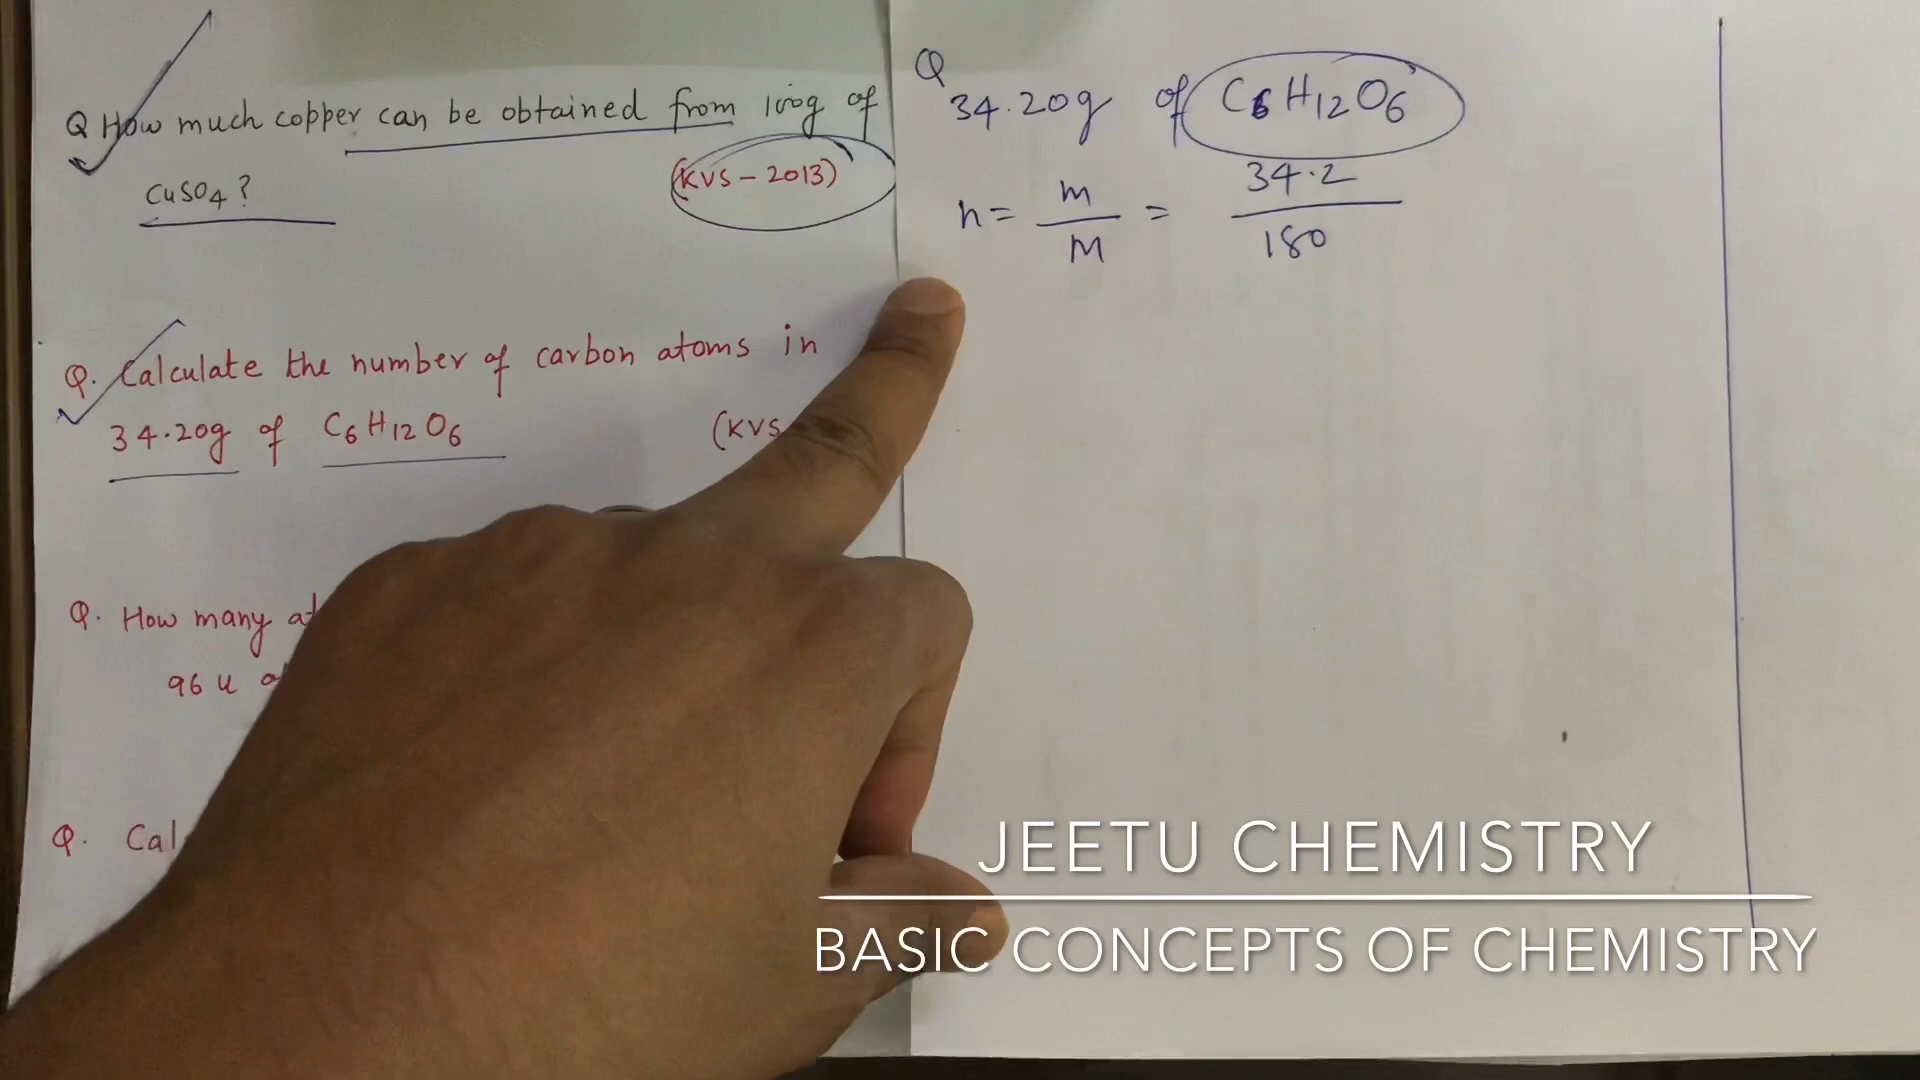 Q How much copper can be obtained from 100g of
CuSO4?
(KVS - 2013)
Q. Calculate the number of carbon atoms in
34.20g of C6H12O6
(KVS
Q. How many
96 u
Q.
Q
34.20g of C6H12O6
n = m/M = 34.2/180
JEETU CHEMISTRY
BASIC CONCEPTS OF CHEMISTRY